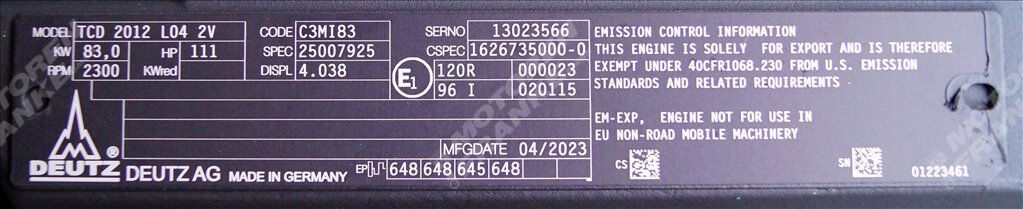 MODEL TCD 2012 L04 2V CODE C3MI83 SERNO 13023566
KW 83,0 HP 111 SPEC 25007925 CSPEC 1626735000-0
RPM 2300 KWred DISPL 4.038 E1 120R 000023
96 I 020115
MFGDATE 04/2023
DEUTZ ® DEUTZ AG MADE IN GERMANY EP 648 648 645 648
EMISSION CONTROL INFORMATION
THIS ENGINE IS SOLELY FOR EXPORT AND IS THEREFORE
EXEMPT UNDER 40CFR1068.230 FROM U.S. EMISSION
STANDARDS AND RELATED REQUIREMENTS
EM-EXP, ENGINE NOT FOR USE IN
EU NON-ROAD MOBILE MACHINERY
CS SN 01223461